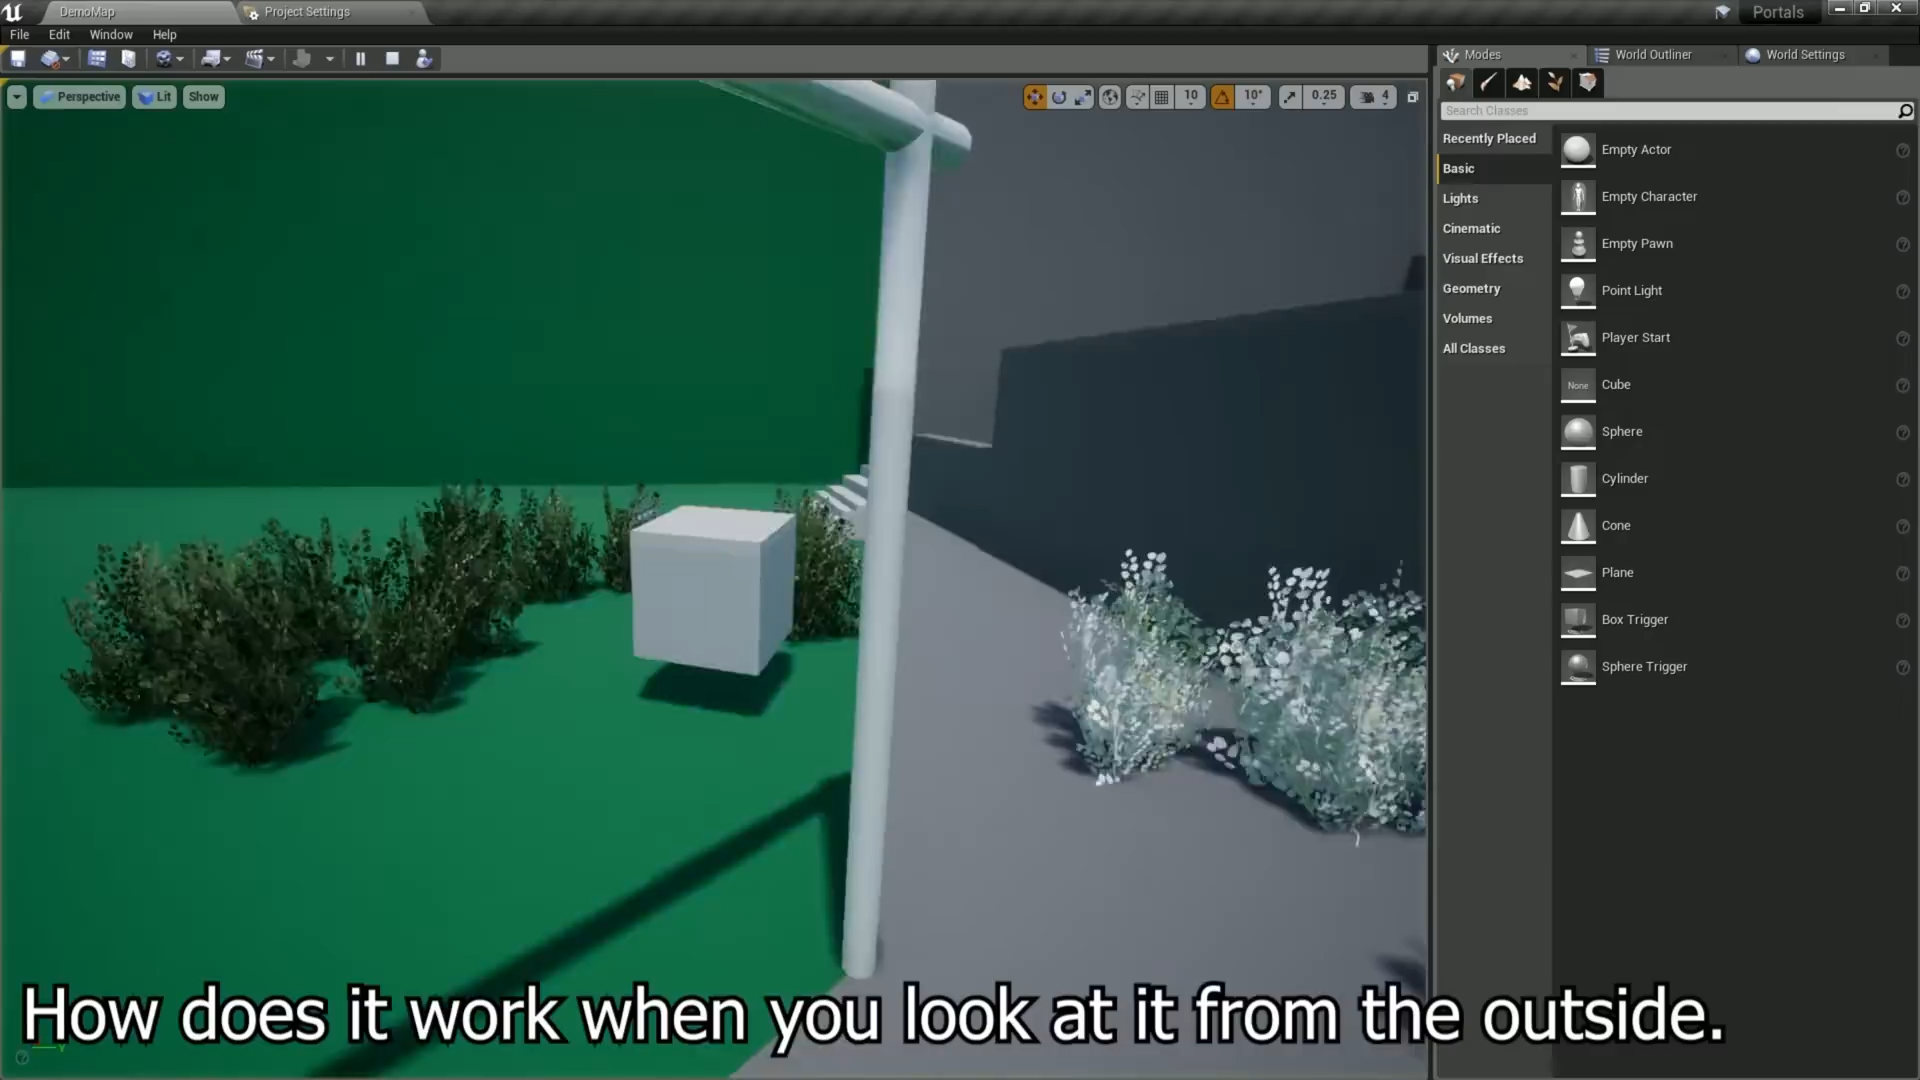 DemoMap
Project Settings
Portals
File Edit Window Help
Modes
World Outliner
World Settings
Perspective
Lit
Show
10
10°
0.25
4
Search Classes
Recently Placed
Basic
Lights
Cinematic
Visual Effects
Geometry
Volumes
All Classes
Empty Actor
Empty Character
Empty Pawn
Point Light
Player Start
None
Cube
Sphere
Cylinder
Cone
Plane
Box Trigger
Sphere Trigger
How does it work when you look at it from the outside.